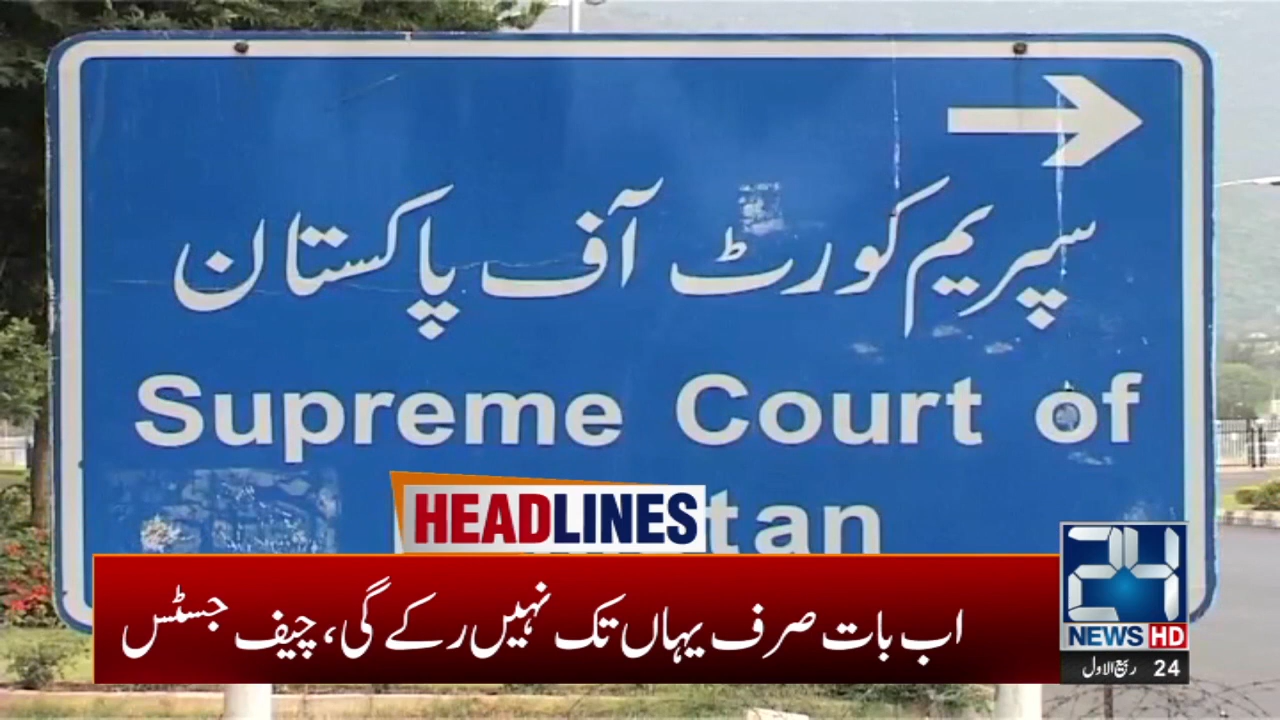 سپریم کورٹ آف پاکستان
Supreme Court of
tan
HEADLINES
اب بات صرف یہاں تک نہیں رکے گی، چیف جسٹس
24
NEWS HD
24 ربیع الاول